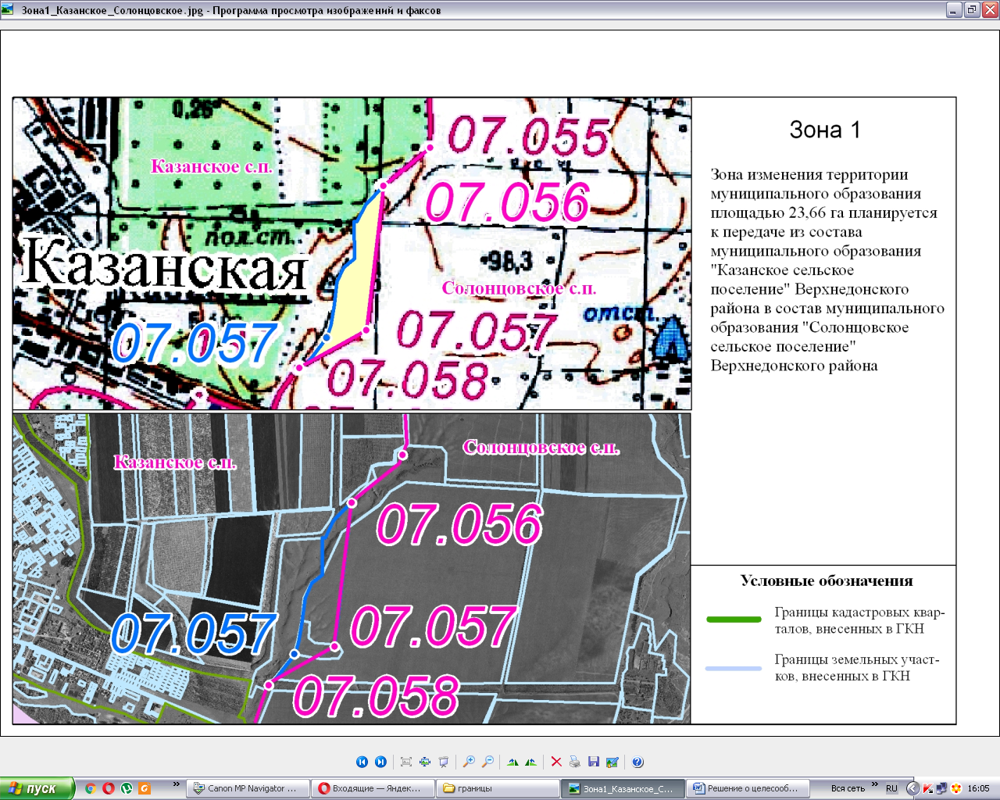 Зона1_Казанское_Солонцовское.jpg - Программа просмотра изображений и факсов
0,26
07.055
Казанское с.п.
07.056
пол.ст.
Казанская
98,3
Солонцовское с.п.
отст.
07.057
07.057
07.058
Зона 1
Зона изменения территории
муниципального образования
площадью 23,66 га планируется
к передаче из состава
муниципального образования
"Казанское сельское
поселение" Верхнедонского
района в состав муниципального
образования "Солонцовское
сельское поселение"
Верхнедонского района
Казанское с.п.
Солонцовское с.п.
07.056
07.057
07.057
07.058
Условные обозначения
Границы кадастровых квар-
талов, внесенных в ГКН
Границы земельных участ-
ков, внесенных в ГКН
пуск
Canon MP Navigator ...
Входящие — Яндек...
границы
Зона1_Казанское_С...
Решение о целесооб...
Вся сеть
RU
16:05